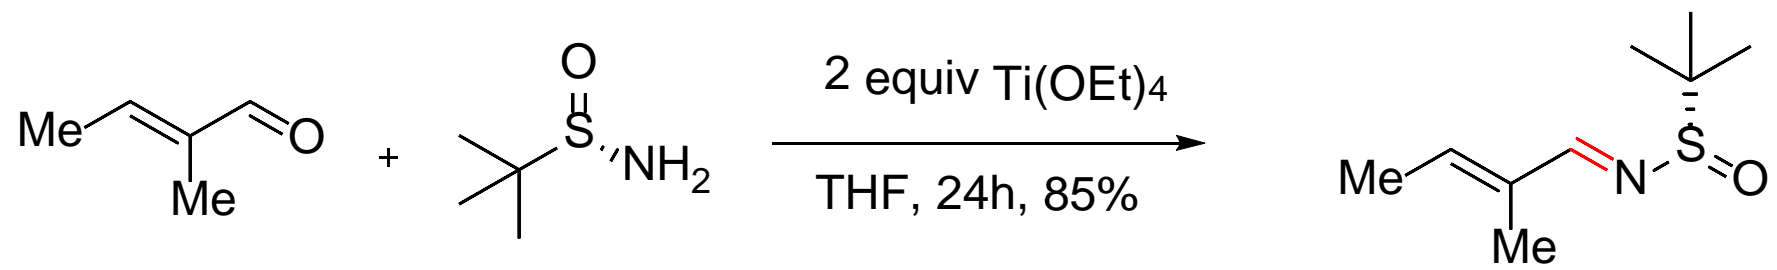 Me
Me
O
+
O
S
NH2
2 equiv Ti(OEt)4
THF, 24h, 85%
Me
Me
N
S
O